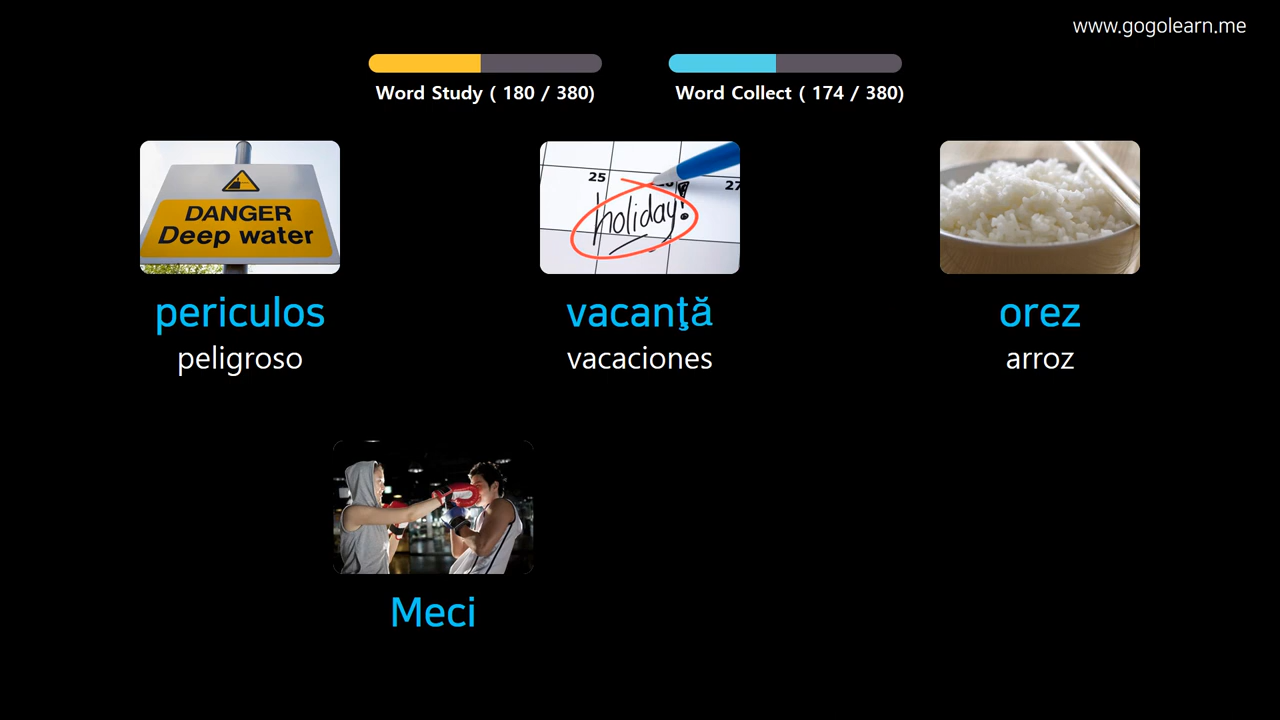 www.gogolearn.me
Word Study ( 180 / 380)
Word Collect ( 174 / 380)
DANGER
Deep water
25
27
holiday!
periculos
vacanţă
orez
peligroso
vacaciones
arroz
Meci